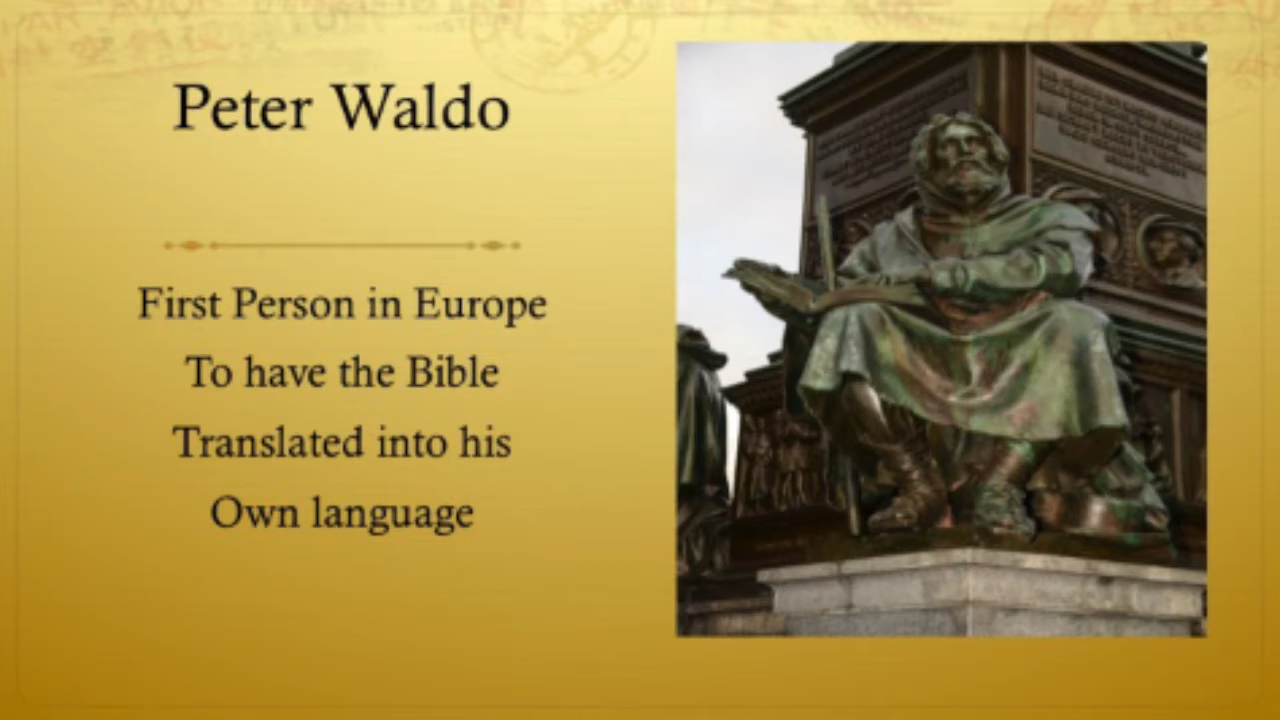 Peter Waldo
First Person in Europe
To have the Bible
Translated into his
Own language